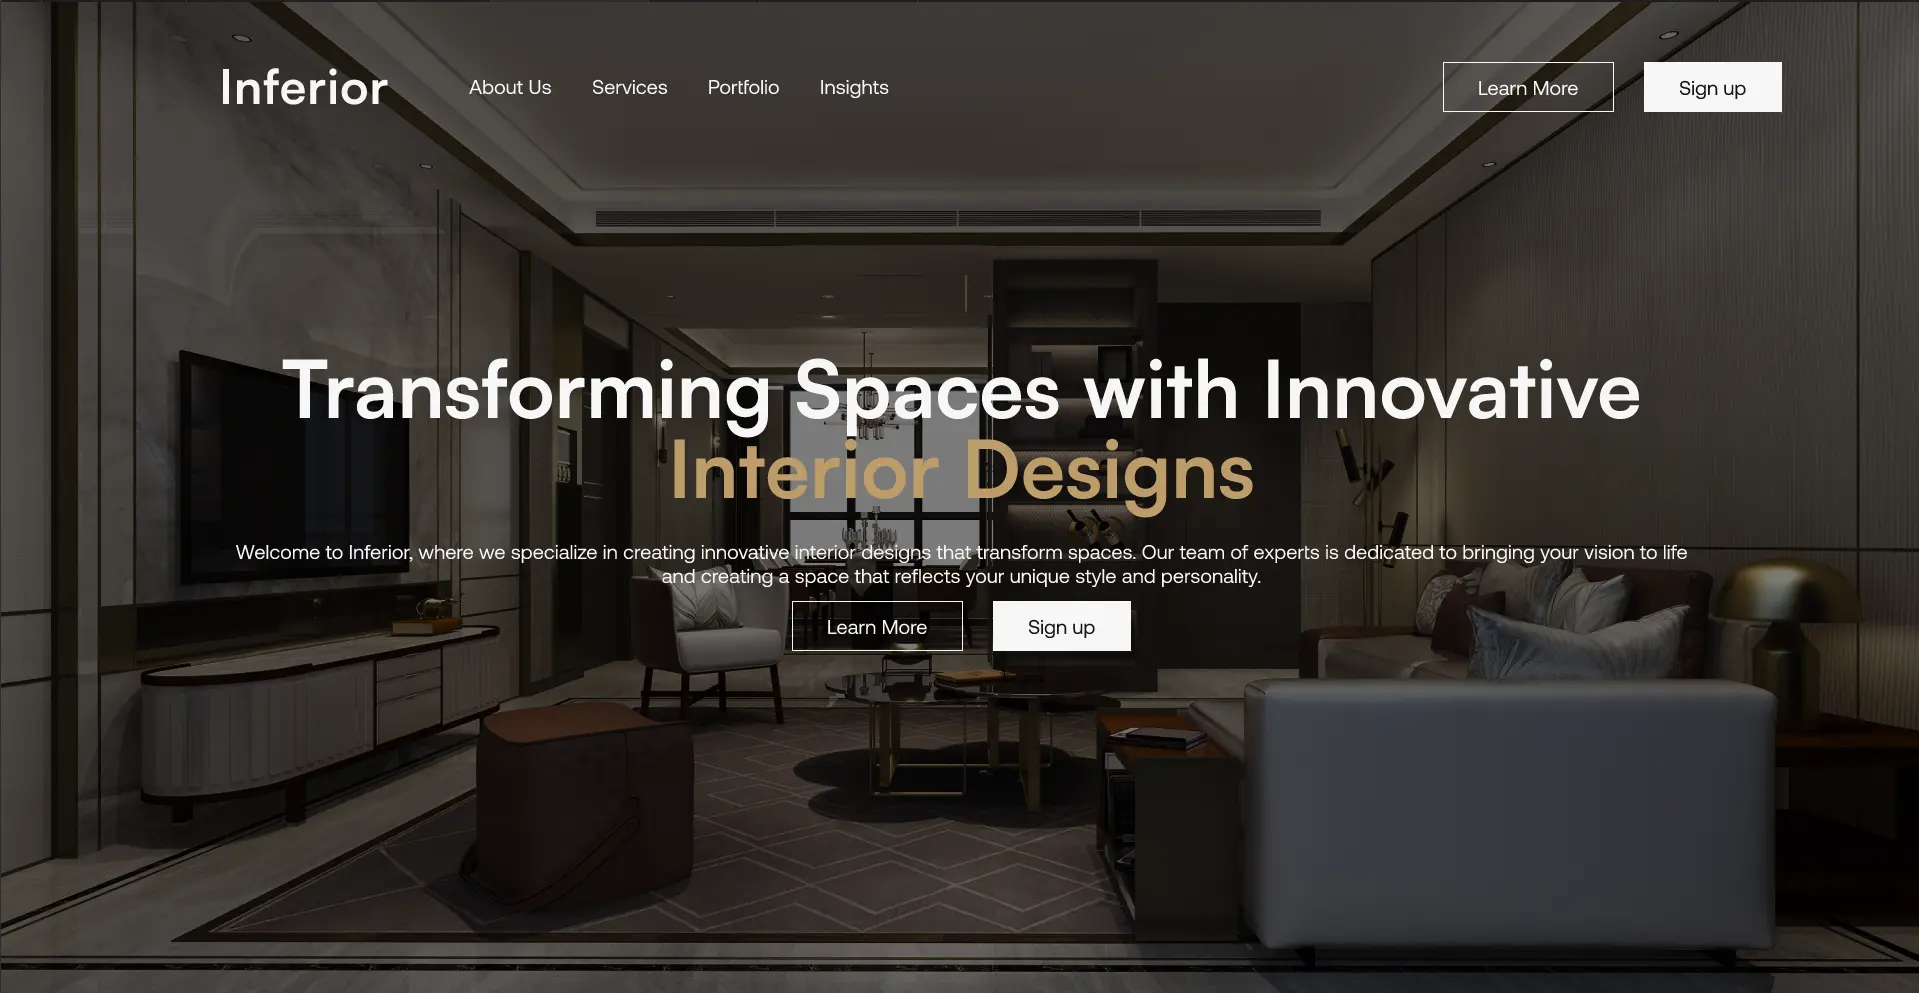 Inferior
About Us
Services
Portfolio
Insights
Learn More
Sign up
Transforming Spaces with Innovative
Interior Designs
Welcome to Inferior, where we specialize in creating innovative interior designs that transform spaces. Our team of experts is dedicated to bringing your vision to life
and creating a space that reflects your unique style and personality.
Learn More
Sign up